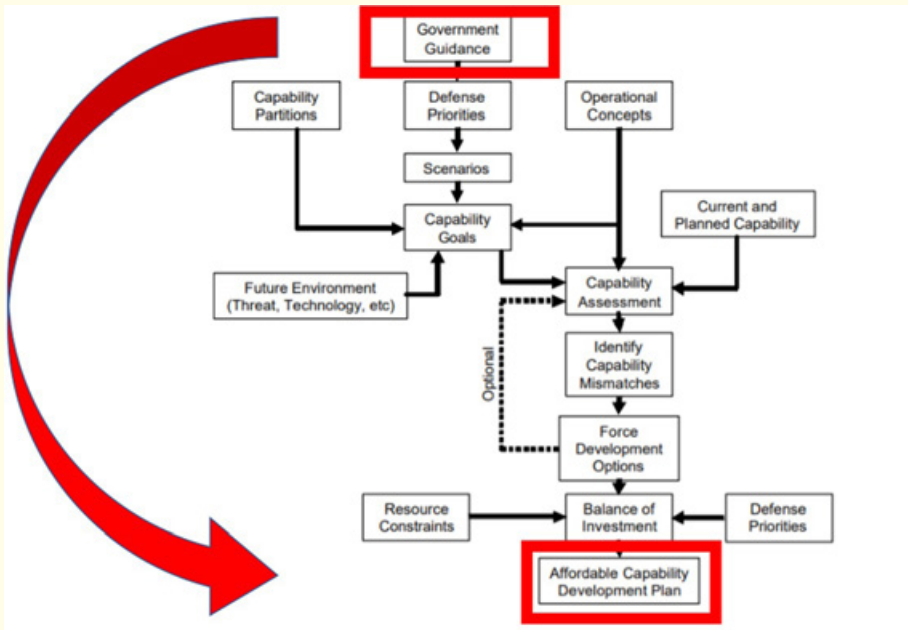 Government
Guidance
Capability
Partitions
Defense
Priorities
Operational
Concepts
Scenarios
Capability
Goals
Current and
Planned Capability
Future Environment
(Threat, Technology, etc)
Capability
Assessment
Identify
Capability
Mismatches
Optional
Force
Development
Options
Resource
Constraints
Balance of
Investment
Defense
Priorities
Affordable Capability
Development Plan